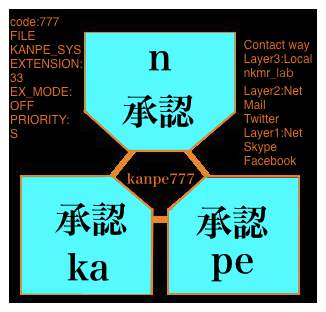 code:777
FILE
KANPE_SYS
EXTENSION:
33
EX_MODE:
OFF
PRIORITY:
S
n
承認
Contact way
Layer3:Local
nkmr_lab
Layer2:Net
Mail
Twitter
Layer1:Net
Skype
Facebook
kanpe777
承認
ka
承認
pe